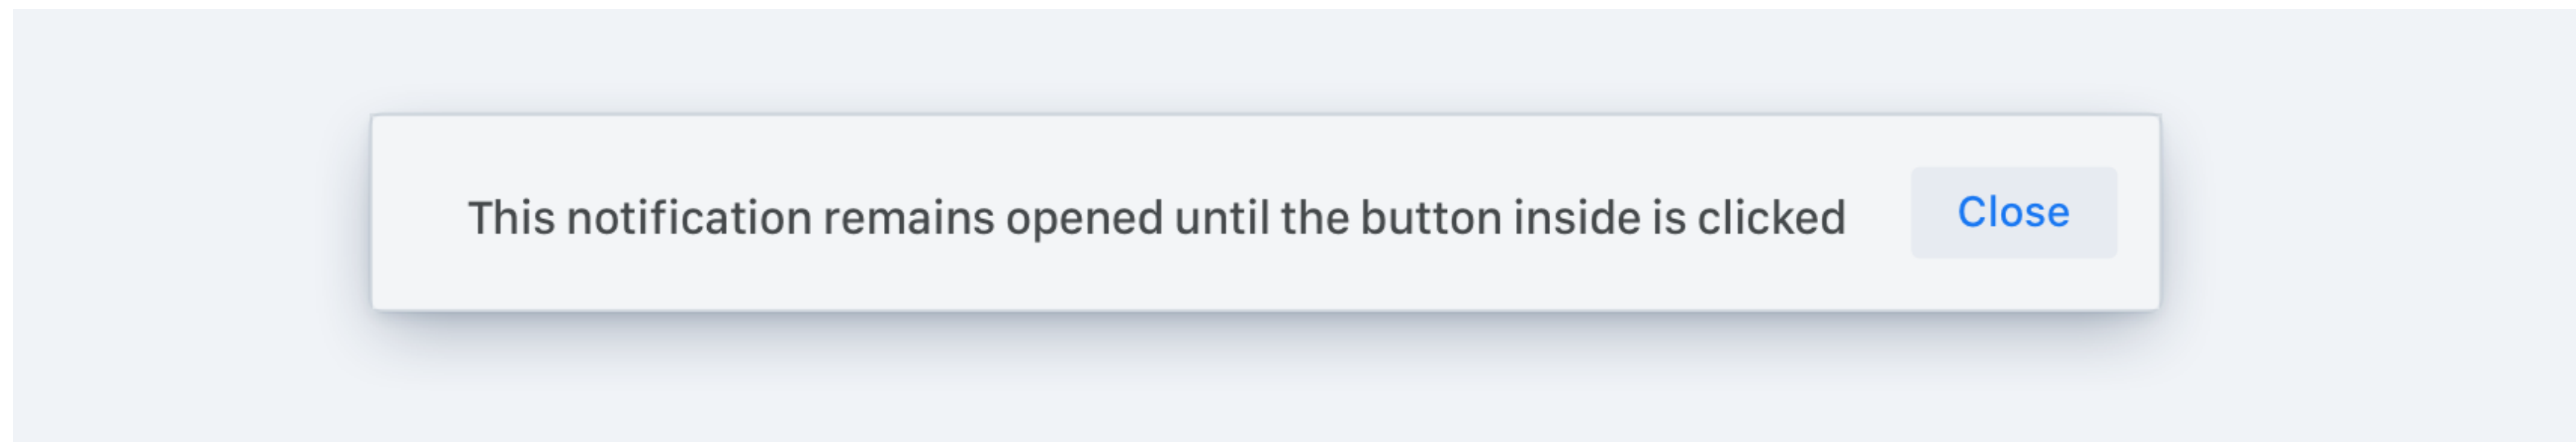 This notification remains opened until the button inside is clicked
Close